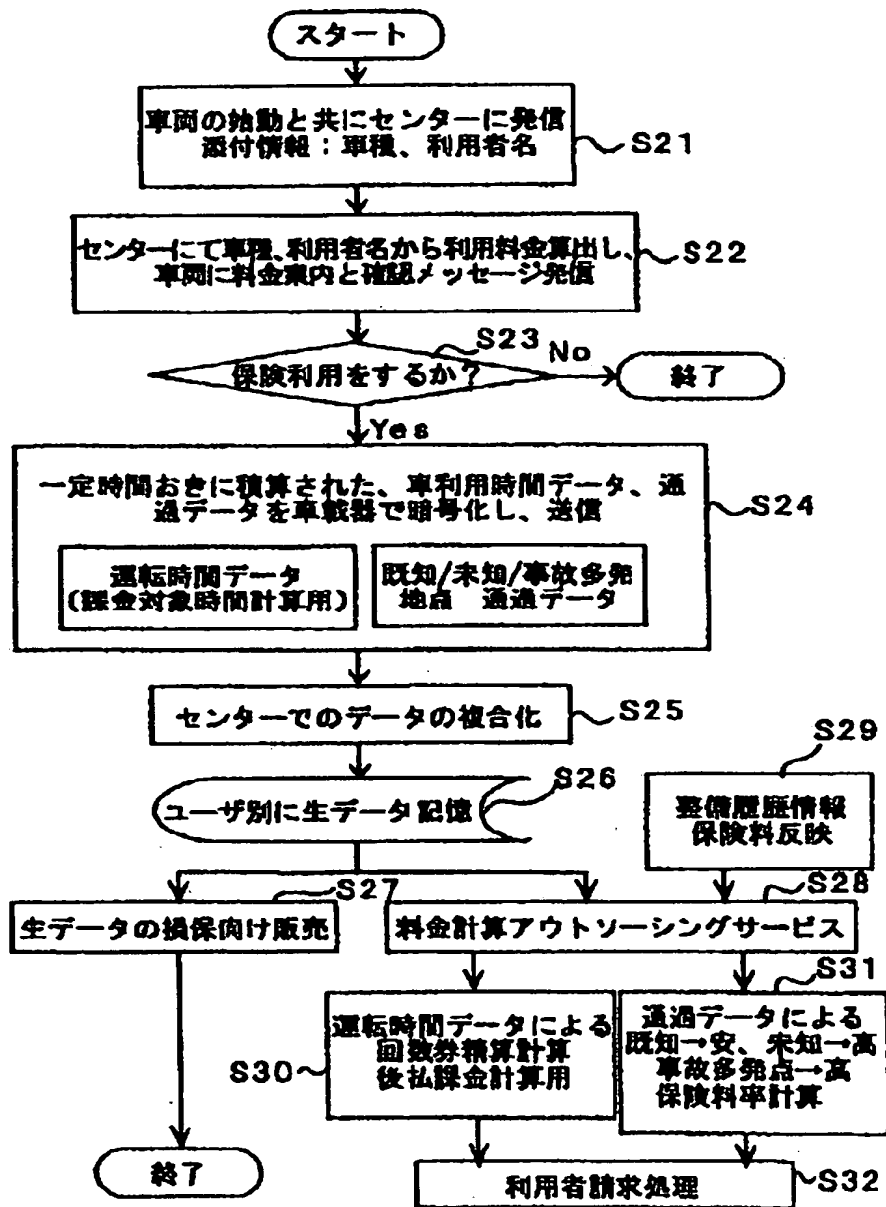 スタート
車両の始動と共にセンターに発信
添付情報：車種、利用者名
S21
センターにて車種、利用者名から利用料金算出し、
車両に料金案内と確認メッセージ発信
S22
S23
保険利用をするか？
No
終了
Yes
一定時間おきに積算された、車利用時間データ、通
過データを車載器で暗号化し、送信
S24
運転時間データ
(課金対象時間計算用)
既知/未知/事故多発
地点　通過データ
センターでのデータの複合化
S25
S26
ユーザ別に生データ記憶
S29
整備履歴情報
保険料反映
S27
生データの損保向け販売
S28
料金計算アウトソーシングサービス
S30
運転時間データによる
回数券積算計算
後払課金計算用
S31
通過データによる
既知→安、未知→高
事故多発点→高
保険料率計算
終了
利用者請求処理
S32